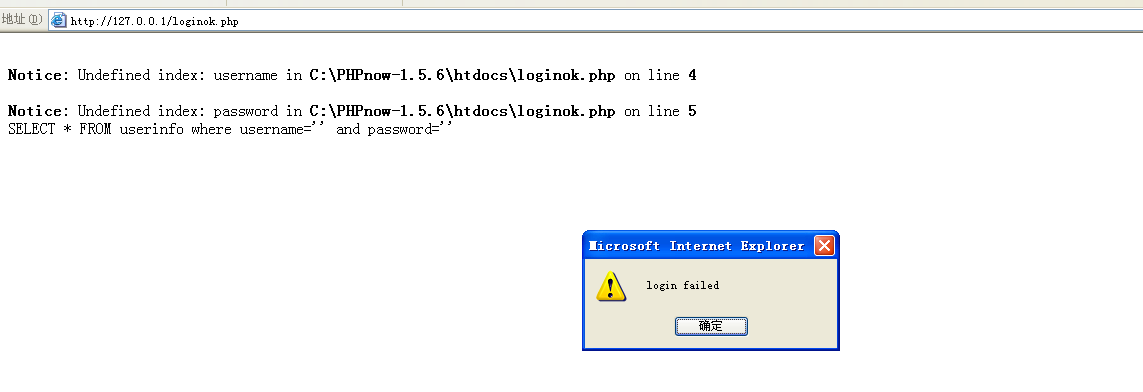 地址(D) http://127.0.0.1/loginok.php
Notice: Undefined index: username in C:\PHPnow-1.5.6\htdocs\loginok.php on line 4
Notice: Undefined index: password in C:\PHPnow-1.5.6\htdocs\loginok.php on line 5
SELECT * FROM userinfo where username='' and password=''
Microsoft Internet Explorer
login failed
确定